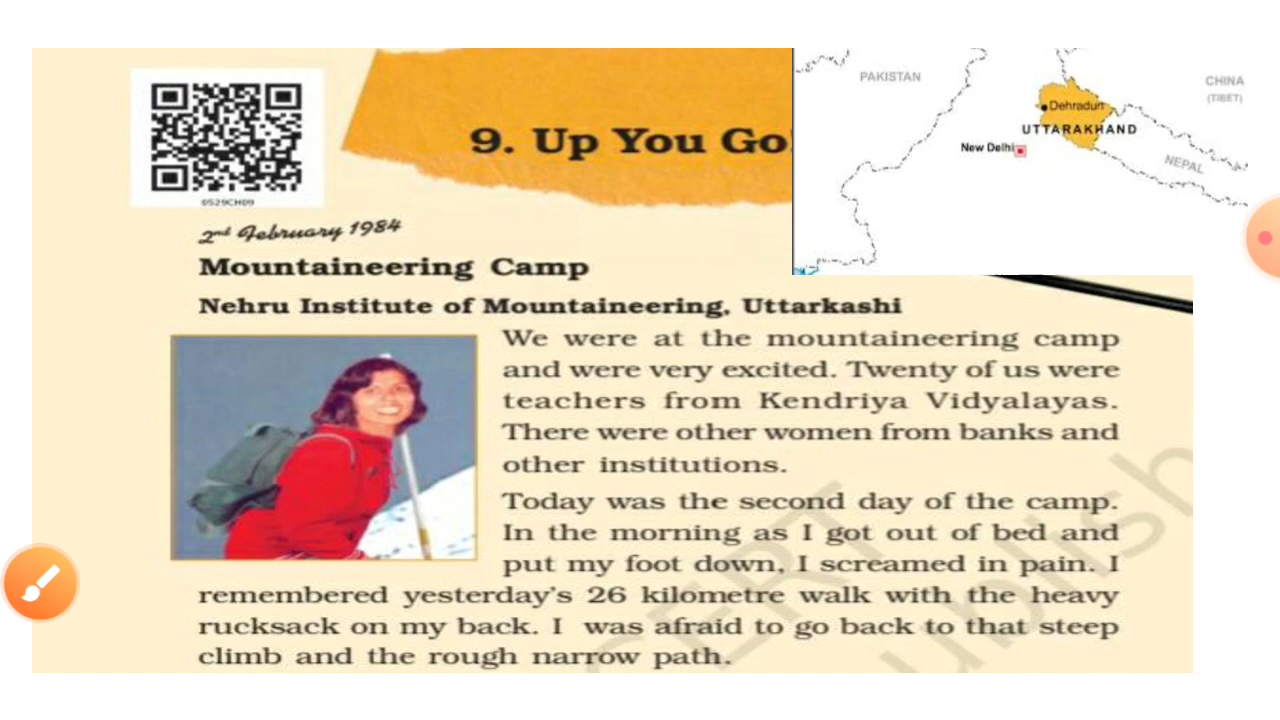 9. Up You Go!
0529CH09
2nd February 1984
Mountaineering Camp
Nehru Institute of Mountaineering, Uttarkashi
We were at the mountaineering camp
and were very excited. Twenty of us were
teachers from Kendriya Vidyalayas.
There were other women from banks and
other institutions.
Today was the second day of the camp.
In the morning as I got out of bed and
put my foot down, I screamed in pain. I
remembered yesterday's 26 kilometre walk with the heavy
rucksack on my back. I was afraid to go back to that steep
climb and the rough narrow path.
PAKISTAN
CHINA
(TIBET)
Dehradun
UTTARAKHAND
New Delhi
NEPAL